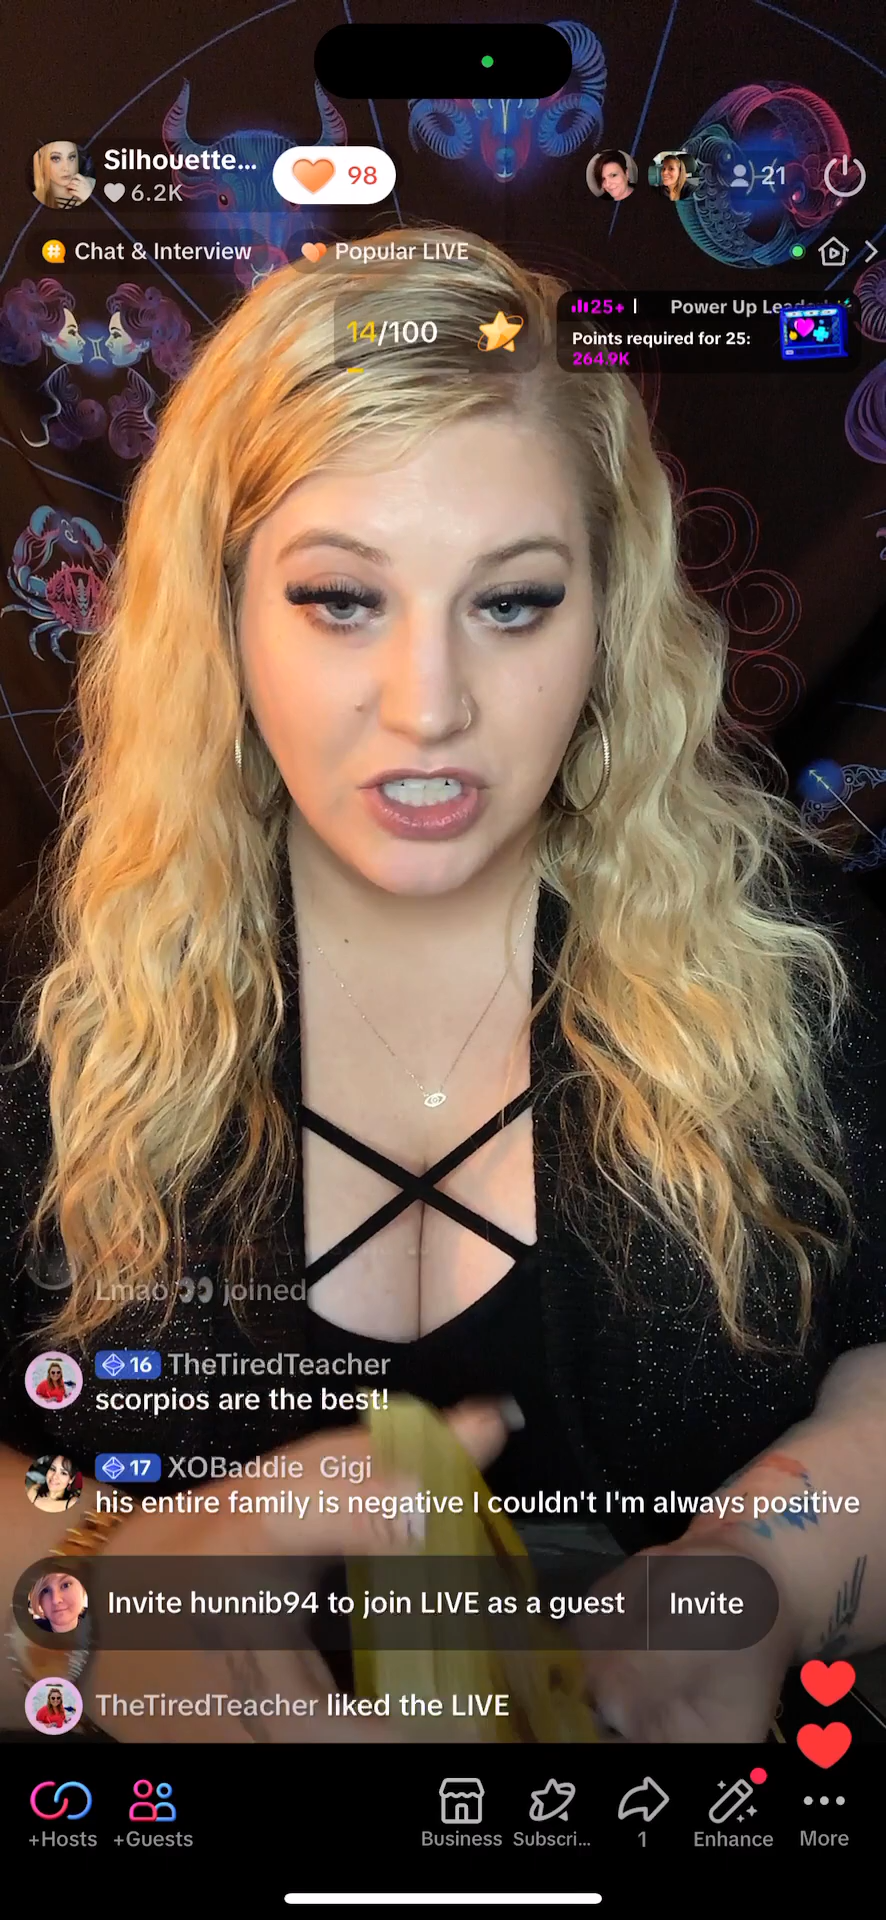 Silhouette...
6.2K
98
21
Chat & Interview
Popular LIVE
14/100
25+ | Power Up Lea
Points required for 25:
264.9K
Lmao 👀 joined
16 TheTiredTeacher
scorpios are the best!
17 XOBaddie Gigi
his entire family is negative I couldn't I'm always positive
Invite hunnib94 to join LIVE as a guest
Invite
TheTiredTeacher liked the LIVE
+Hosts
+Guests
Business
Subscri...
1
Enhance
More